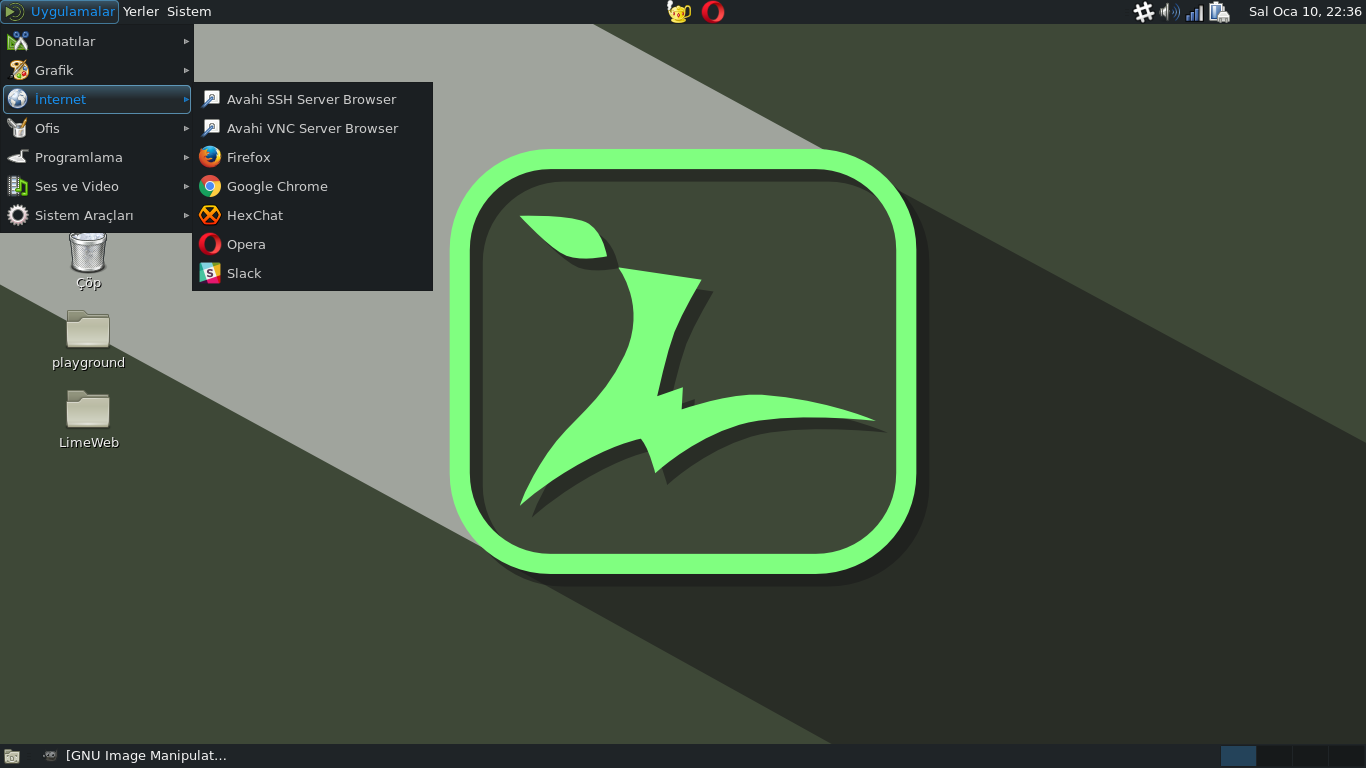 Uygulamalar Yerler Sistem
Sal Oca 10, 22:36
Donatılar
Grafik
İnternet
Ofis
Programlama
Ses ve Video
Sistem Araçları
Avahi SSH Server Browser
Avahi VNC Server Browser
Firefox
Google Chrome
HexChat
Opera
Slack
Çöp
playground
LimeWeb
[GNU Image Manipulat...